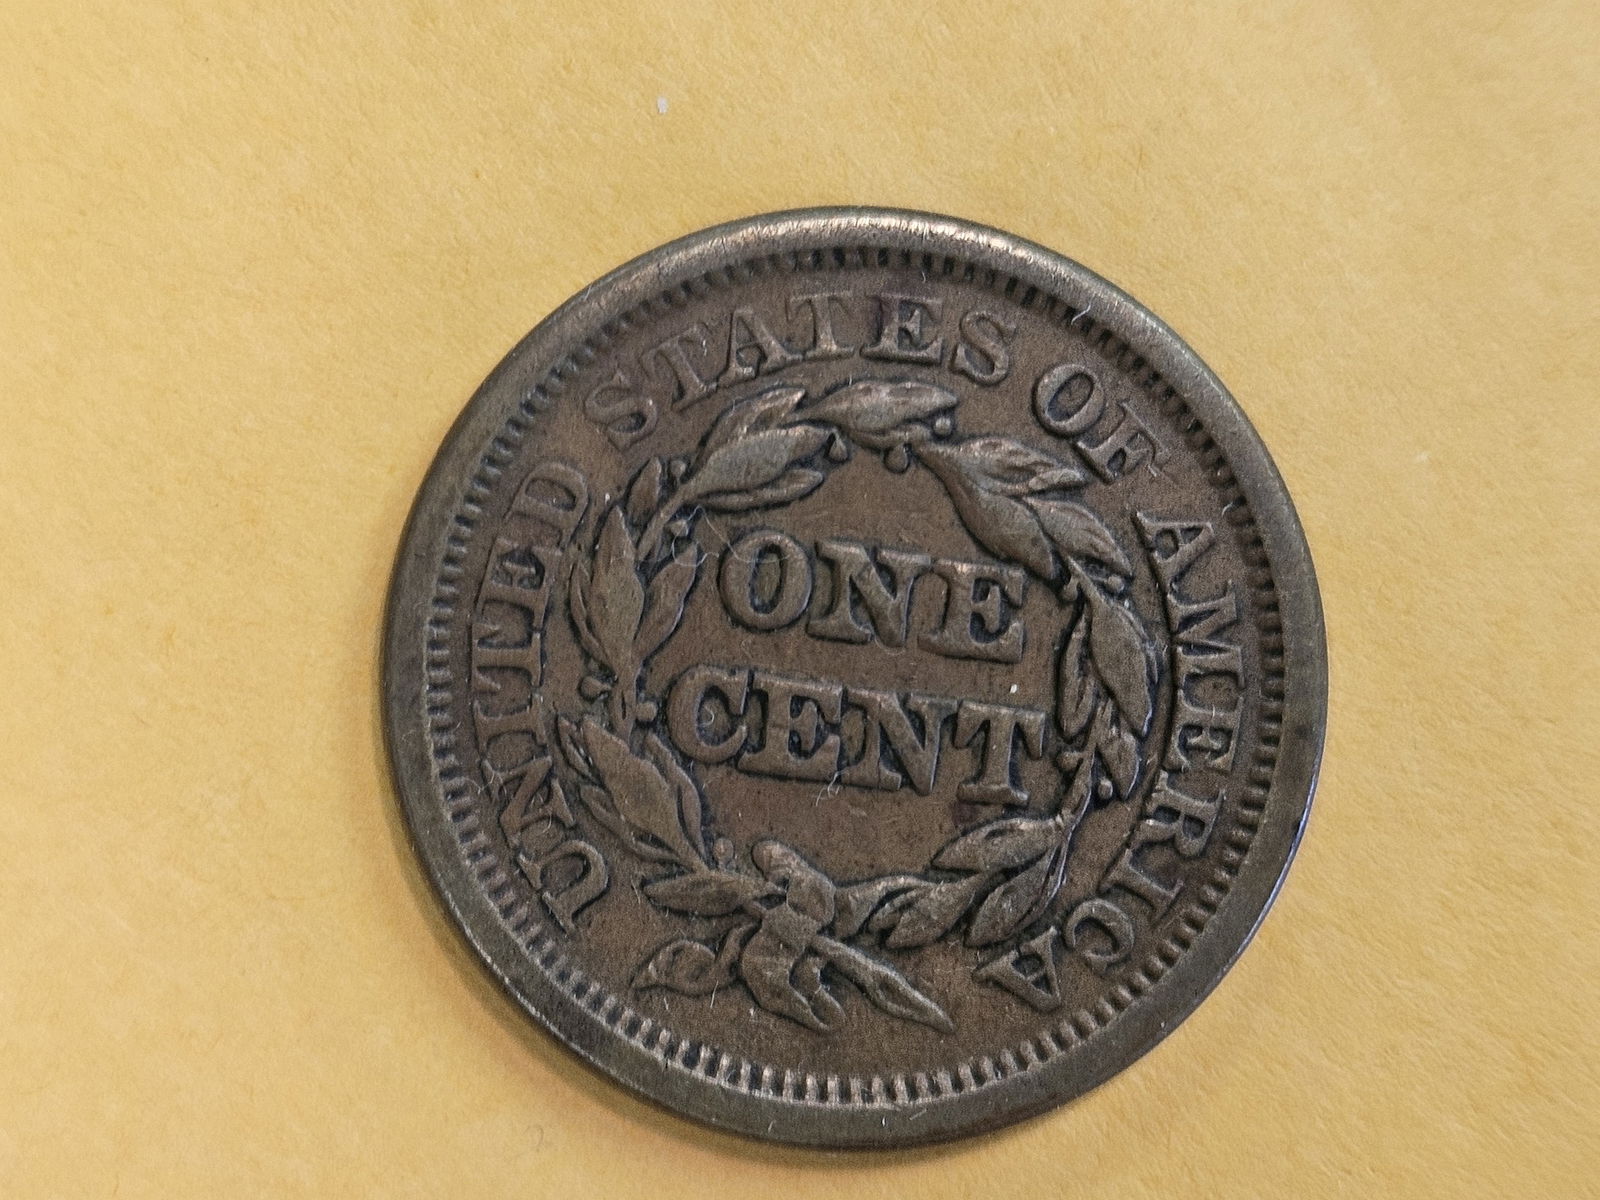 UNITED STATES OF AMERICA
ONE
CENT